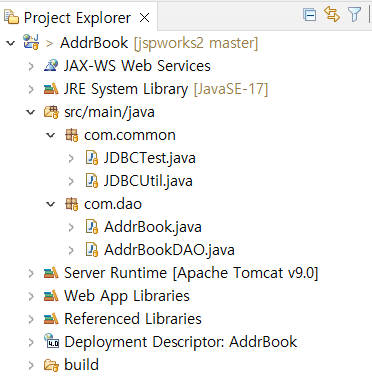 Project Explorer
> AddrBook [jspworks2 master]
JAX-WS Web Services
JRE System Library [JavaSE-17]
src/main/java
com.common
JDBCTest.java
JDBCUtil.java
com.dao
AddrBook.java
AddrBookDAO.java
Server Runtime [Apache Tomcat v9.0]
Web App Libraries
Referenced Libraries
Deployment Descriptor: AddrBook
build